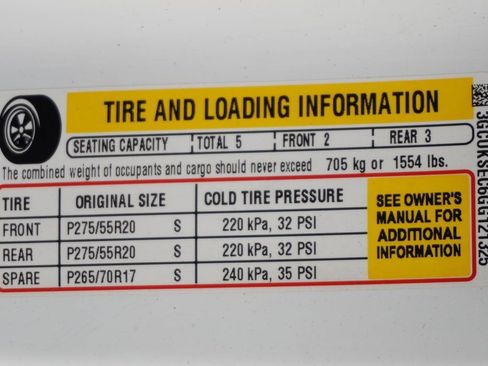 TIRE AND LOADING INFORMATION
SEATING CAPACITY TOTAL 5 FRONT 2 REAR 3
The combined weight of occupants and cargo should never exceed 705 kg or 1554 lbs.
TIRE ORIGINAL SIZE COLD TIRE PRESSURE
FRONT P275/55R20 S 220 kPa, 32 PSI
REAR P275/55R20 S 220 kPa, 32 PSI
SPARE P265/70R17 S 240 kPa, 35 PSI
SEE OWNER'S
MANUAL FOR
ADDITIONAL
INFORMATION